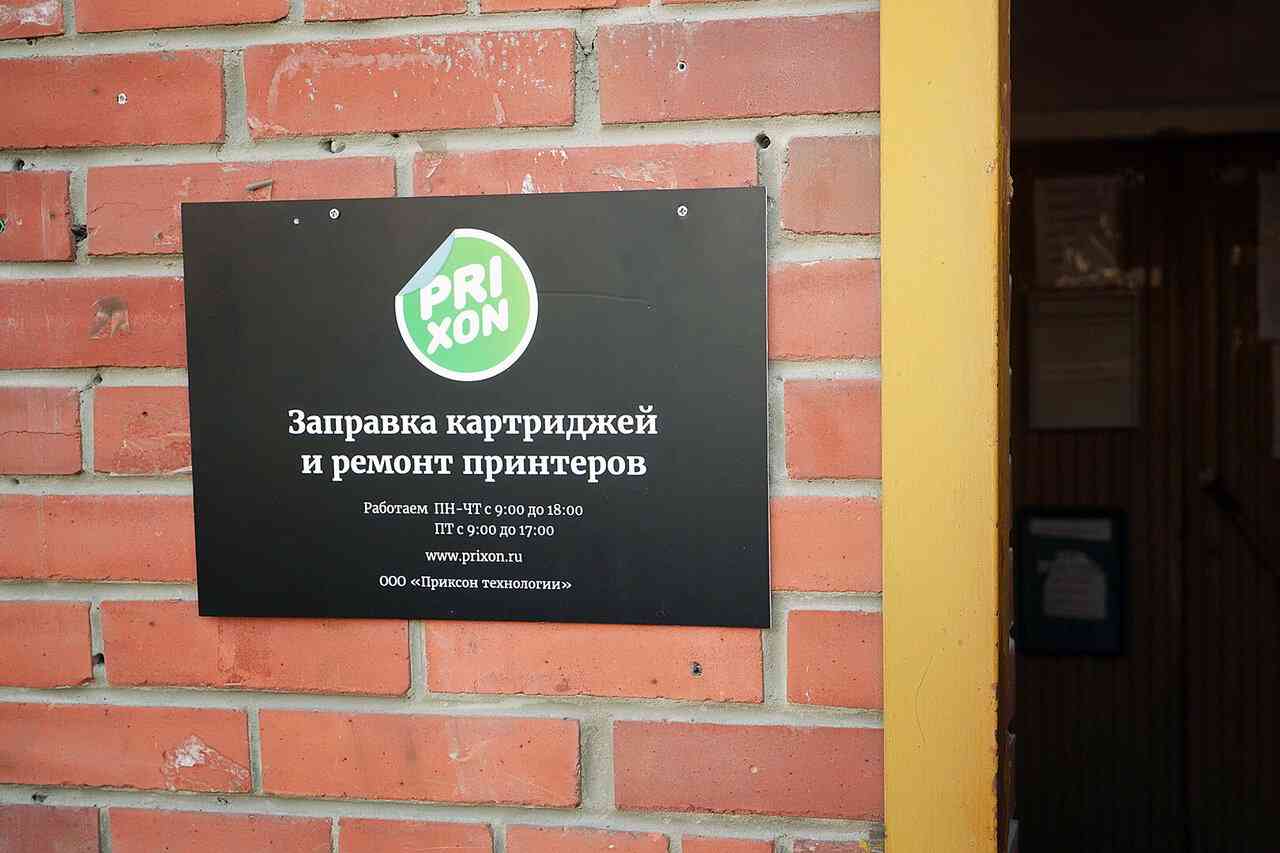 PRI
XON
Заправка картриджей
и ремонт принтеров
Работаем ПН-ЧТ с 9:00 до 18:00
ПТ с 9:00 до 17:00
www.prixon.ru
ООО «Приксон технологии»